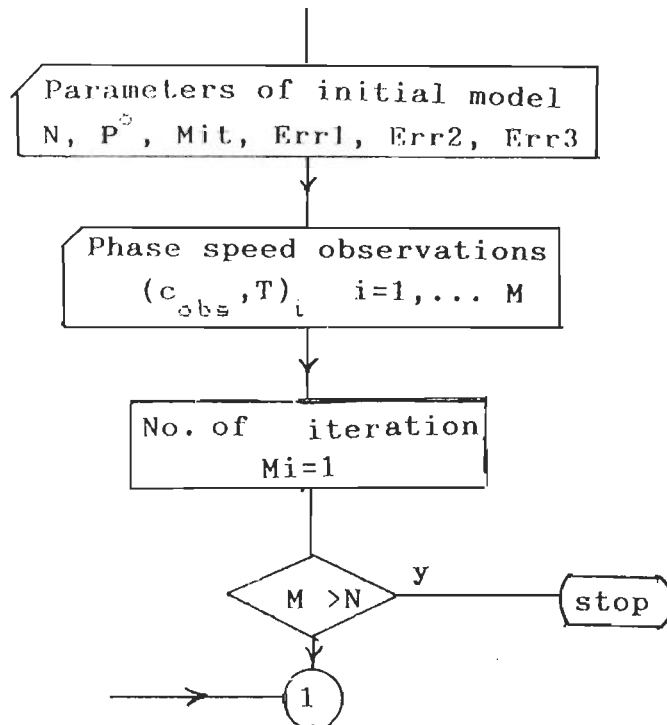 Parameters of initial model
N, P°, Mit, Err1, Err2, Err3
Phase speed observations
(c_obs,T)_i i=1,... M
No. of iteration
Mi=1
M >N
y
stop
1